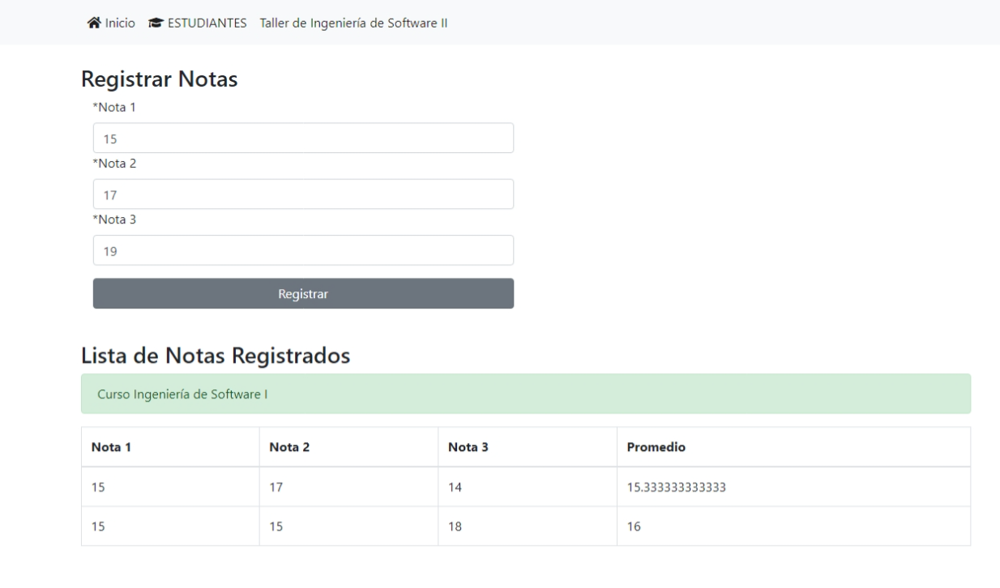 Inicio ESTUDIANTES Taller de Ingeniería de Software II
Registrar Notas
*Nota 1
15
*Nota 2
17
*Nota 3
19
Registrar
Lista de Notas Registrados
Curso Ingeniería de Software I
Nota 1 Nota 2 Nota 3 Promedio
15 17 14 15.333333333333
15 15 18 16